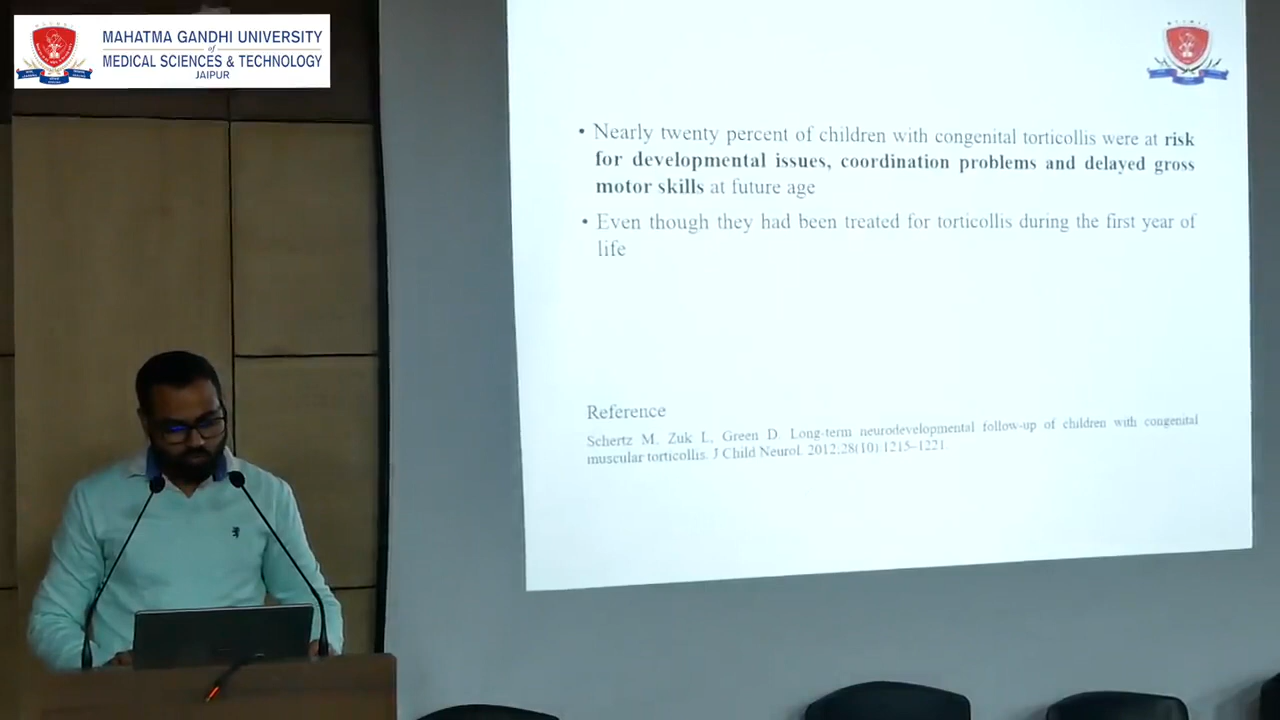 MAHATMA GANDHI UNIVERSITY
of
MEDICAL SCIENCES & TECHNOLOGY
JAIPUR
• Nearly twenty percent of children with congenital torticollis were at risk
for developmental issues, coordination problems and delayed gross
motor skills at future age
• Even though they had been treated for torticollis during the first year of
life
Reference
Schertz M, Zuk L, Green D. Long-term neurodevelopmental follow-up of children with congenital
muscular torticollis. J Child Neurol. 2012;28(10) 1215–1221